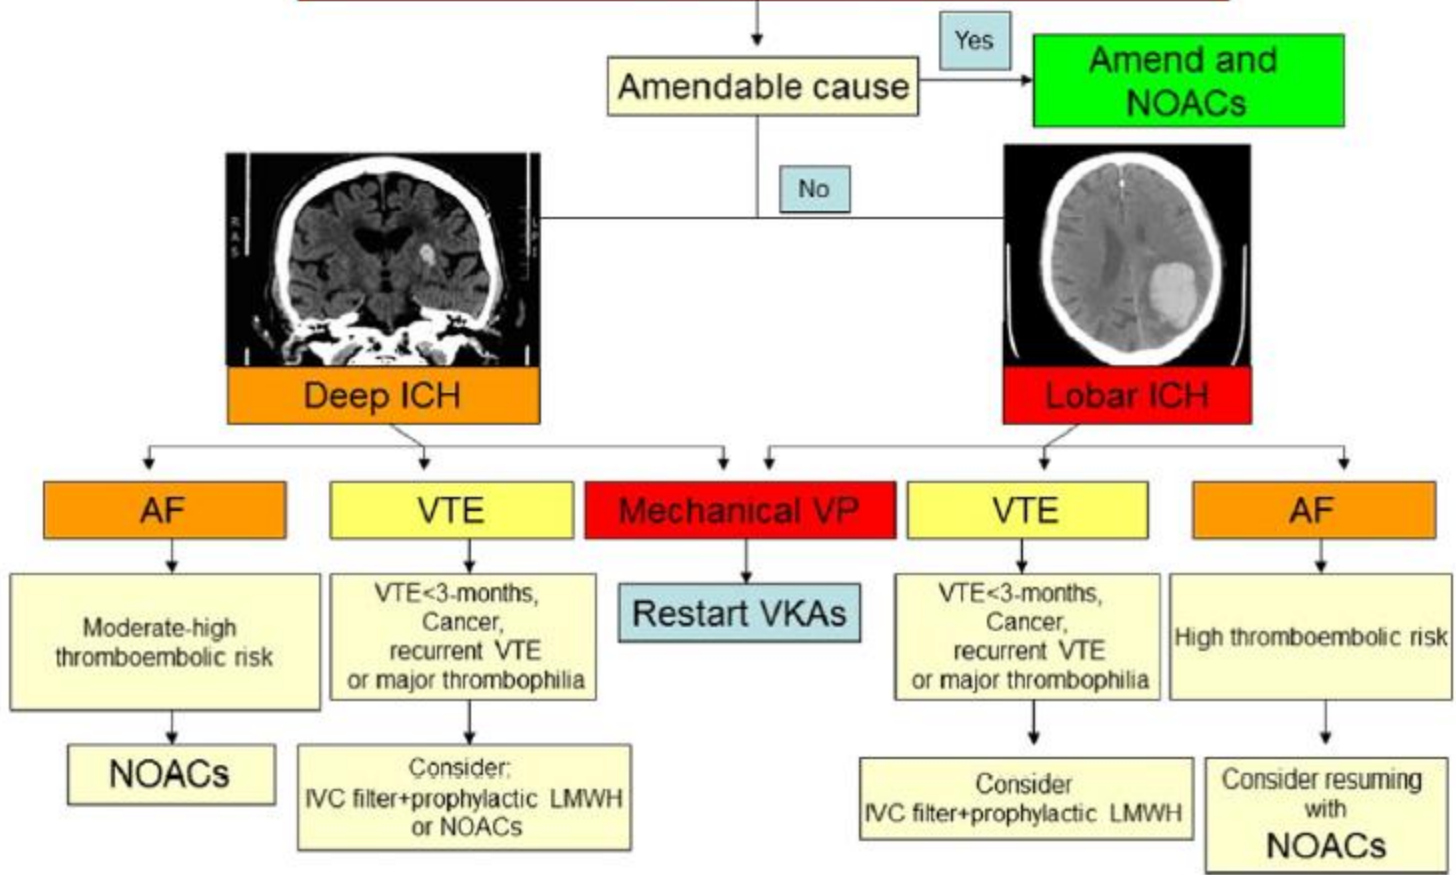 Yes
Amendable cause
Amend and
NOACs
No
Deep ICH
Lobar ICH
AF
VTE
Mechanical VP
VTE
AF
Moderate-high
thromboembolic risk
VTE<3-months,
Cancer,
recurrent VTE
or major thrombophilia
Restart VKAs
VTE<3-months,
Cancer,
recurrent VTE
or major thrombophilia
High thromboembolic risk
NOACs
Consider:
IVC filter+prophylactic LMWH
or NOACs
Consider
IVC filter+prophylactic LMWH
Consider resuming
with
NOACs